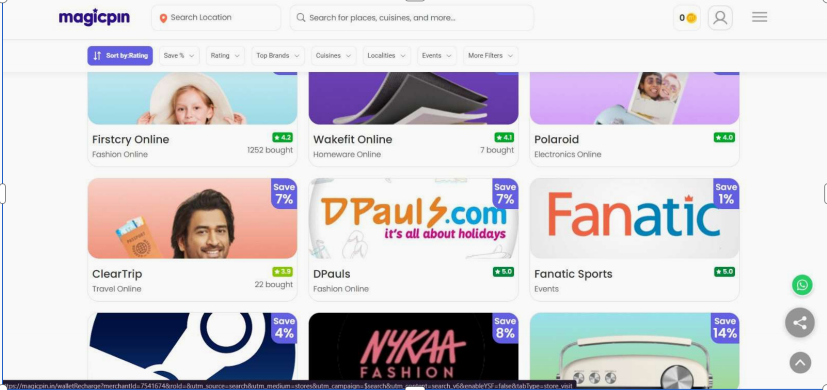 magicpin
Search Location
Search for places, cuisines, and more...
0
Sort by:Rating
Save %
Rating
Top Brands
Cuisines
Localities
Events
More Filters
Firstcry Online
4.2
Fashion Online
1252 bought
Wakefit Online
4.1
Homeware Online
7 bought
Polaroid
4.0
Electronics Online
Save
7%
PASSPORT
ClearTrip
3.9
Travel Online
22 bought
DPauls.com
it's all about holidays
Save
7%
DPauls
5.0
Fashion Online
Fanatic
Save
1%
Fanatic Sports
5.0
Events
Save
4%
NYKAA
FASHION
Save
8%
Save
14%